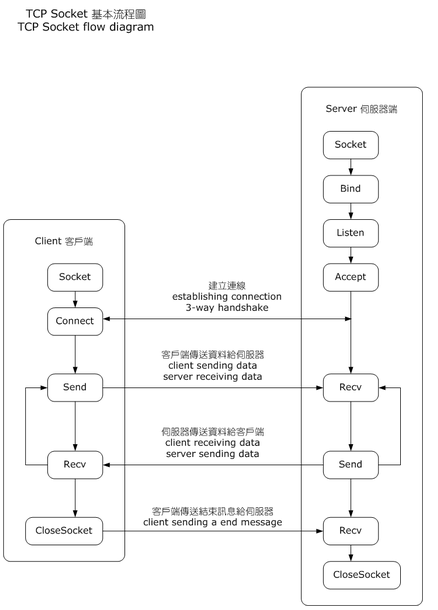 TCP Socket 基本流程圖
TCP Socket flow diagram
Server 伺服器端
Socket
Bind
Listen
Accept
Client 客戶端
Socket
Connect
建立連線
establishing connection
3-way handshake
客戶端傳送資料給伺服器
client sending data
server receiving data
Send
Recv
伺服器傳送資料給客戶端
client receiving data
server sending data
Recv
Send
客戶端傳送結束訊息給伺服器
client sending a end message
CloseSocket
Recv
CloseSocket